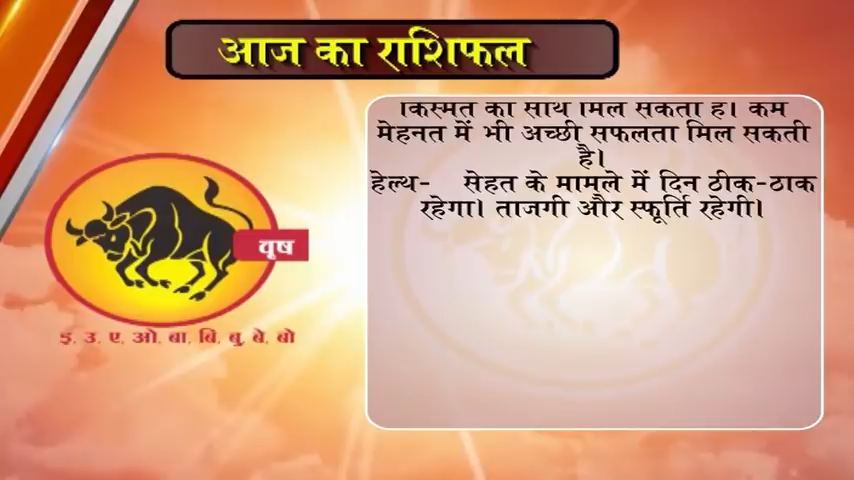 आज का राशिफल
किस्मत का साथ मिल सकता है। कम
मेहनत में भी अच्छी सफलता मिल सकती
है।
हेल्थ- सेहत के मामले में दिन ठीक-ठाक
रहेगा। ताजगी और स्फूर्ति रहेगी।
वृष
इ, उ, ए, ओ, बा, बि, बु, बे, बो